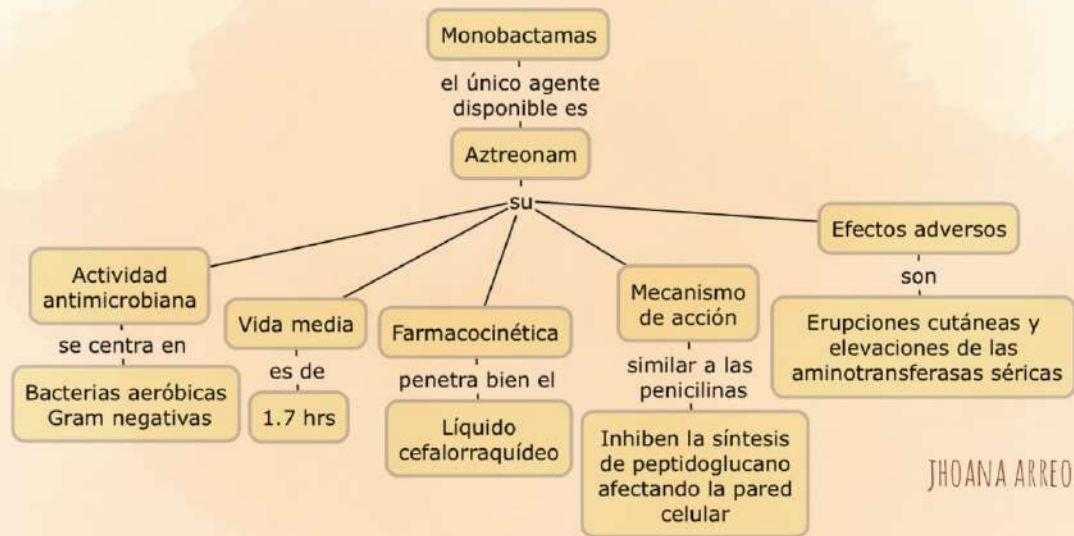 Monobactamas
el único agente
disponible es
Aztreonam
su
Actividad
antimicrobiana
se centra en
Bacterias aeróbicas
Gram negativas
Vida media
es de
1.7 hrs
Farmacocinética
penetra bien el
Líquido
cefalorraquídeo
Mecanismo
de acción
similar a las
penicilinas
Inhiben la síntesis
de peptidoglucano
afectando la pared
celular
Efectos adversos
son
Erupciones cutáneas y
elevaciones de las
aminotransferasas séricas
JHOANA ARREO